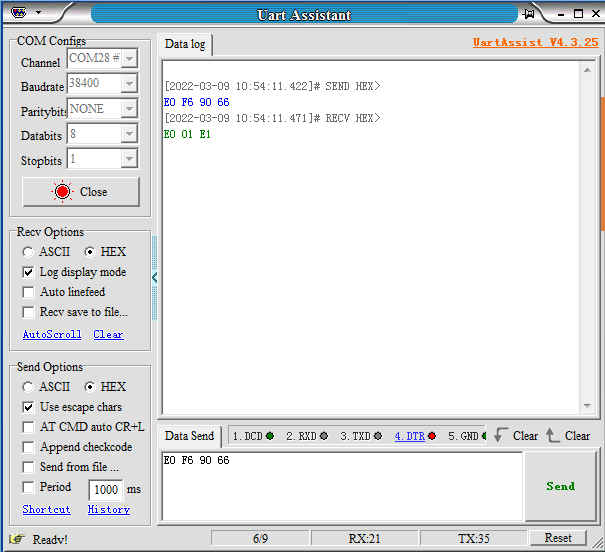 Uart Assistant
COM Configs
Channel COM28 #
Baudrate 38400
Paritybits NONE
Databits 8
Stopbits 1
Close
Recv Options
ASCII HEX
Log display mode
Auto linefeed
Recv save to file...
AutoScroll Clear
Send Options
ASCII HEX
Use escape chars
AT CMD auto CR+L
Append checkcode
Send from file ...
Period 1000 ms
Shortcut History
Data log
UartAssist V4.3.25
[2022-03-09 10:54:11.422]# SEND HEX>
E0 F6 90 66
[2022-03-09 10:54:11.471]# RECV HEX>
E0 01 E1
Data Send 1.DCD 2.RXD 3.TXD 4.DTR 5.GND Clear Clear
E0 F6 90 66
Send
Ready! 6/9 RX:21 TX:35 Reset